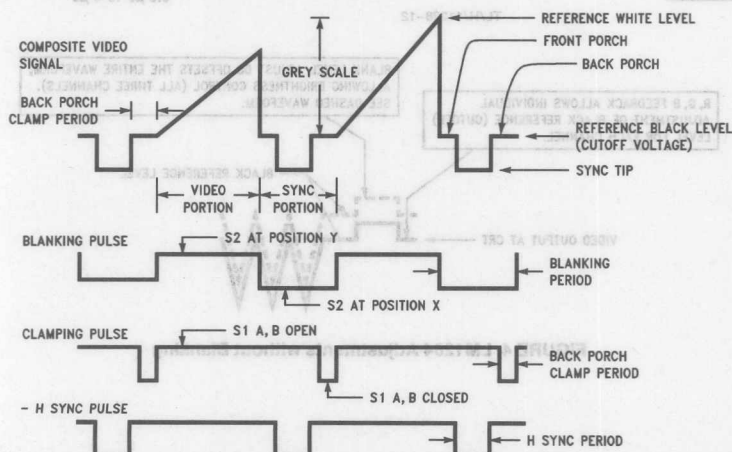 COMPOSITE VIDEO
SIGNAL
BACK PORCH
CLAMP PERIOD
GREY SCALE
REFERENCE WHITE LEVEL
FRONT PORCH
BACK PORCH
REFERENCE BLACK LEVEL
(CUTOFF VOLTAGE)
SYNC TIP
VIDEO
PORTION
SYNC
PORTION
BLANKING PULSE
S2 AT POSITION Y
BLANKING
PERIOD
S2 AT POSITION X
CLAMPING PULSE
S1 A, B OPEN
BACK PORCH
CLAMP PERIOD
S1 A, B CLOSED
- H SYNC PULSE
H SYNC PERIOD